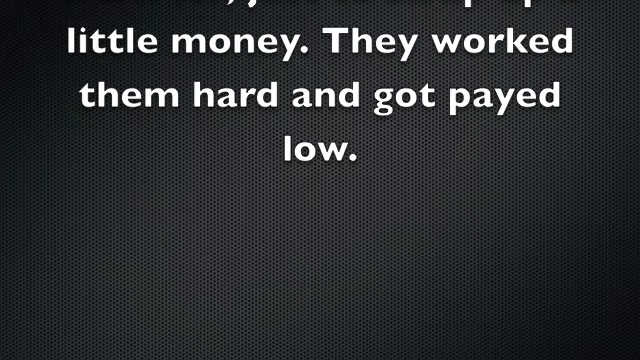 little money. They worked
them hard and got payed
low.